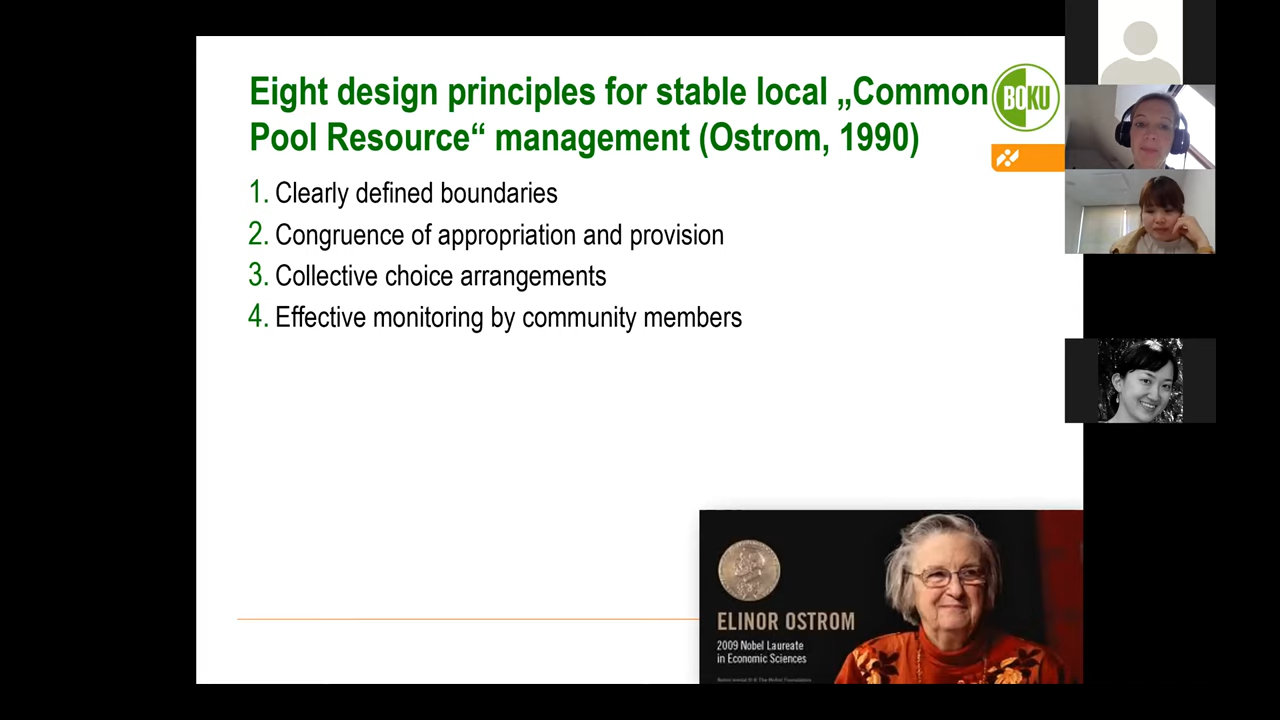 Eight design principles for stable local „Common
Pool Resource“ management (Ostrom, 1990)
BOKU
1. Clearly defined boundaries
2. Congruence of appropriation and provision
3. Collective choice arrangements
4. Effective monitoring by community members
ELINOR OSTROM
2009 Nobel Laureate
in Economic Sciences